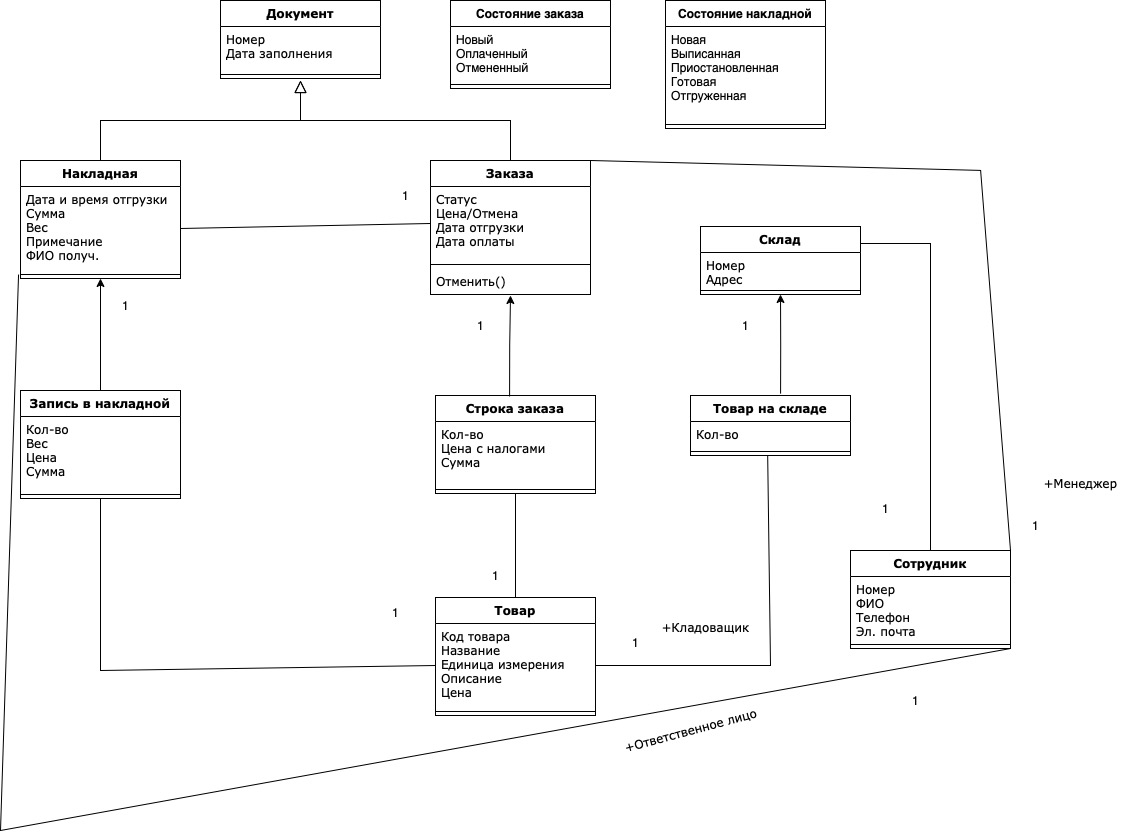 Документ
Номер
Дата заполнения
Состояние заказа
Новый
Оплаченный
Отмененный
Состояние накладной
Новая
Выписанная
Приостановленная
Готовая
Отгруженная
Накладная
Дата и время отгрузки
Сумма
Вес
Примечание
ФИО получ.
1
Заказа
Статус
Цена/Отмена
Дата отгрузки
Дата оплаты
Отменить()
Склад
Номер
Адрес
1
1
1
Запись в накладной
Кол-во
Вес
Цена
Сумма
Строка заказа
Кол-во
Цена с налогами
Сумма
Товар на складе
Кол-во
+Менеджер
1
1
Сотрудник
Номер
ФИО
Телефон
Эл. почта
1
1
Товар
Код товара
Название
Единица измерения
Описание
Цена
+Кладоващик
1
1
+Ответственное лицо